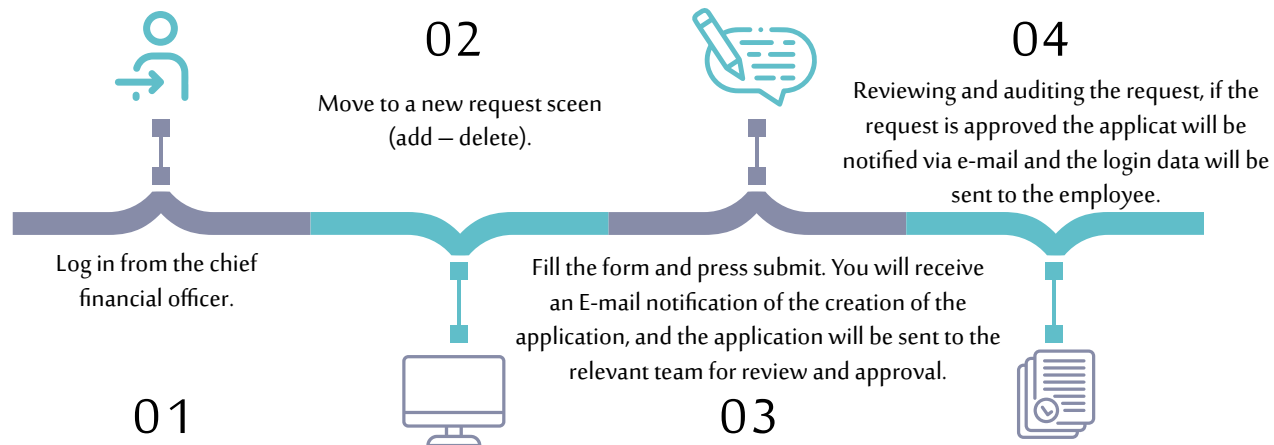 01
Log in from the chief
financial officer.
02
Move to a new request sceen
(add – delete).
03
Fill the form and press submit. You will receive
an E-mail notification of the creation of the
application, and the application will be sent to the
relevant team for review and approval.
04
Reviewing and auditing the request, if the
request is approved the applicat will be
notified via e-mail and the login data will be
sent to the employee.